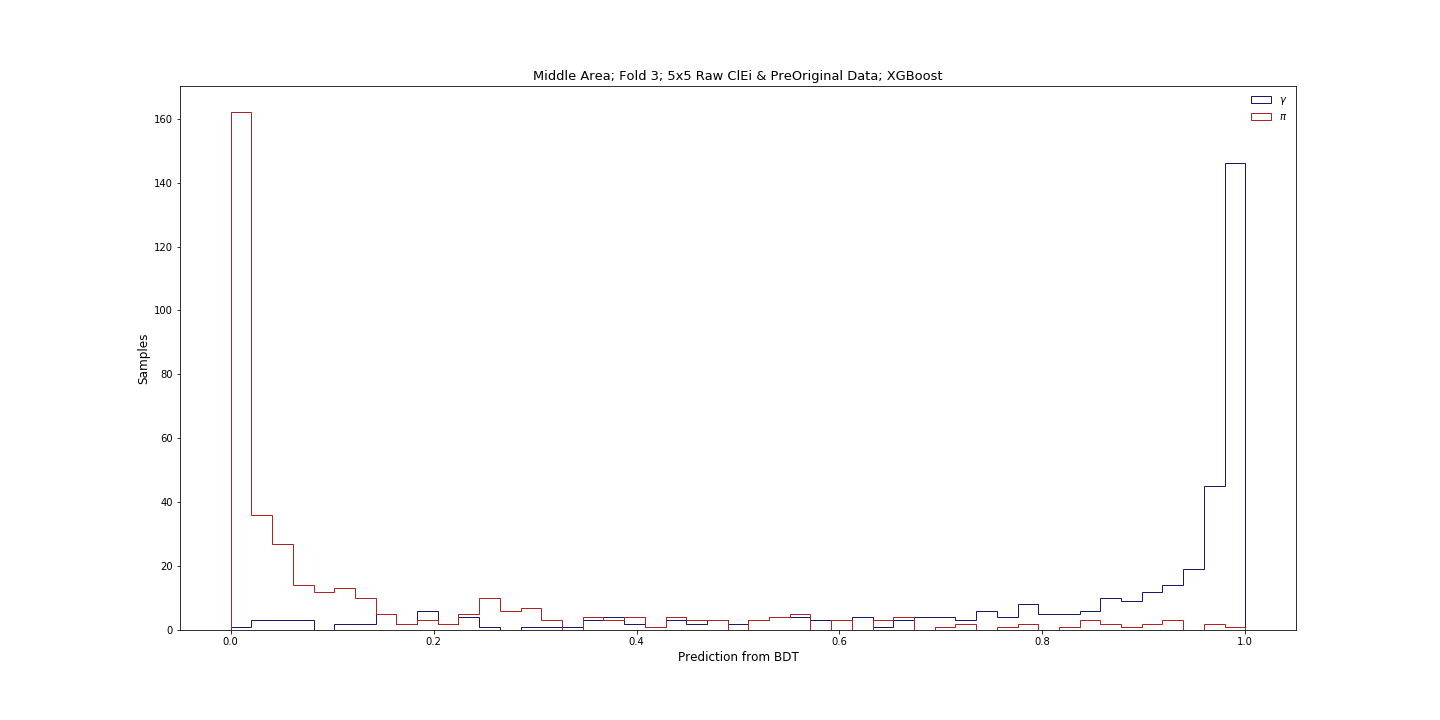 Middle Area; Fold 3; 5x5 Raw ClEi & PreOriginal Data; XGBoost
γ
π
160
140
120
100
80
60
40
20
0
Samples
0.0 0.2 0.4 0.6 0.8 1.0
Prediction from BDT